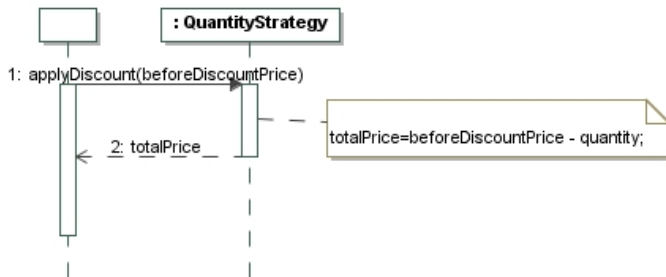 : QuantityStrategy
1: applyDiscount(beforeDiscountPrice)
totalPrice=beforeDiscountPrice - quantity;
2: totalPrice